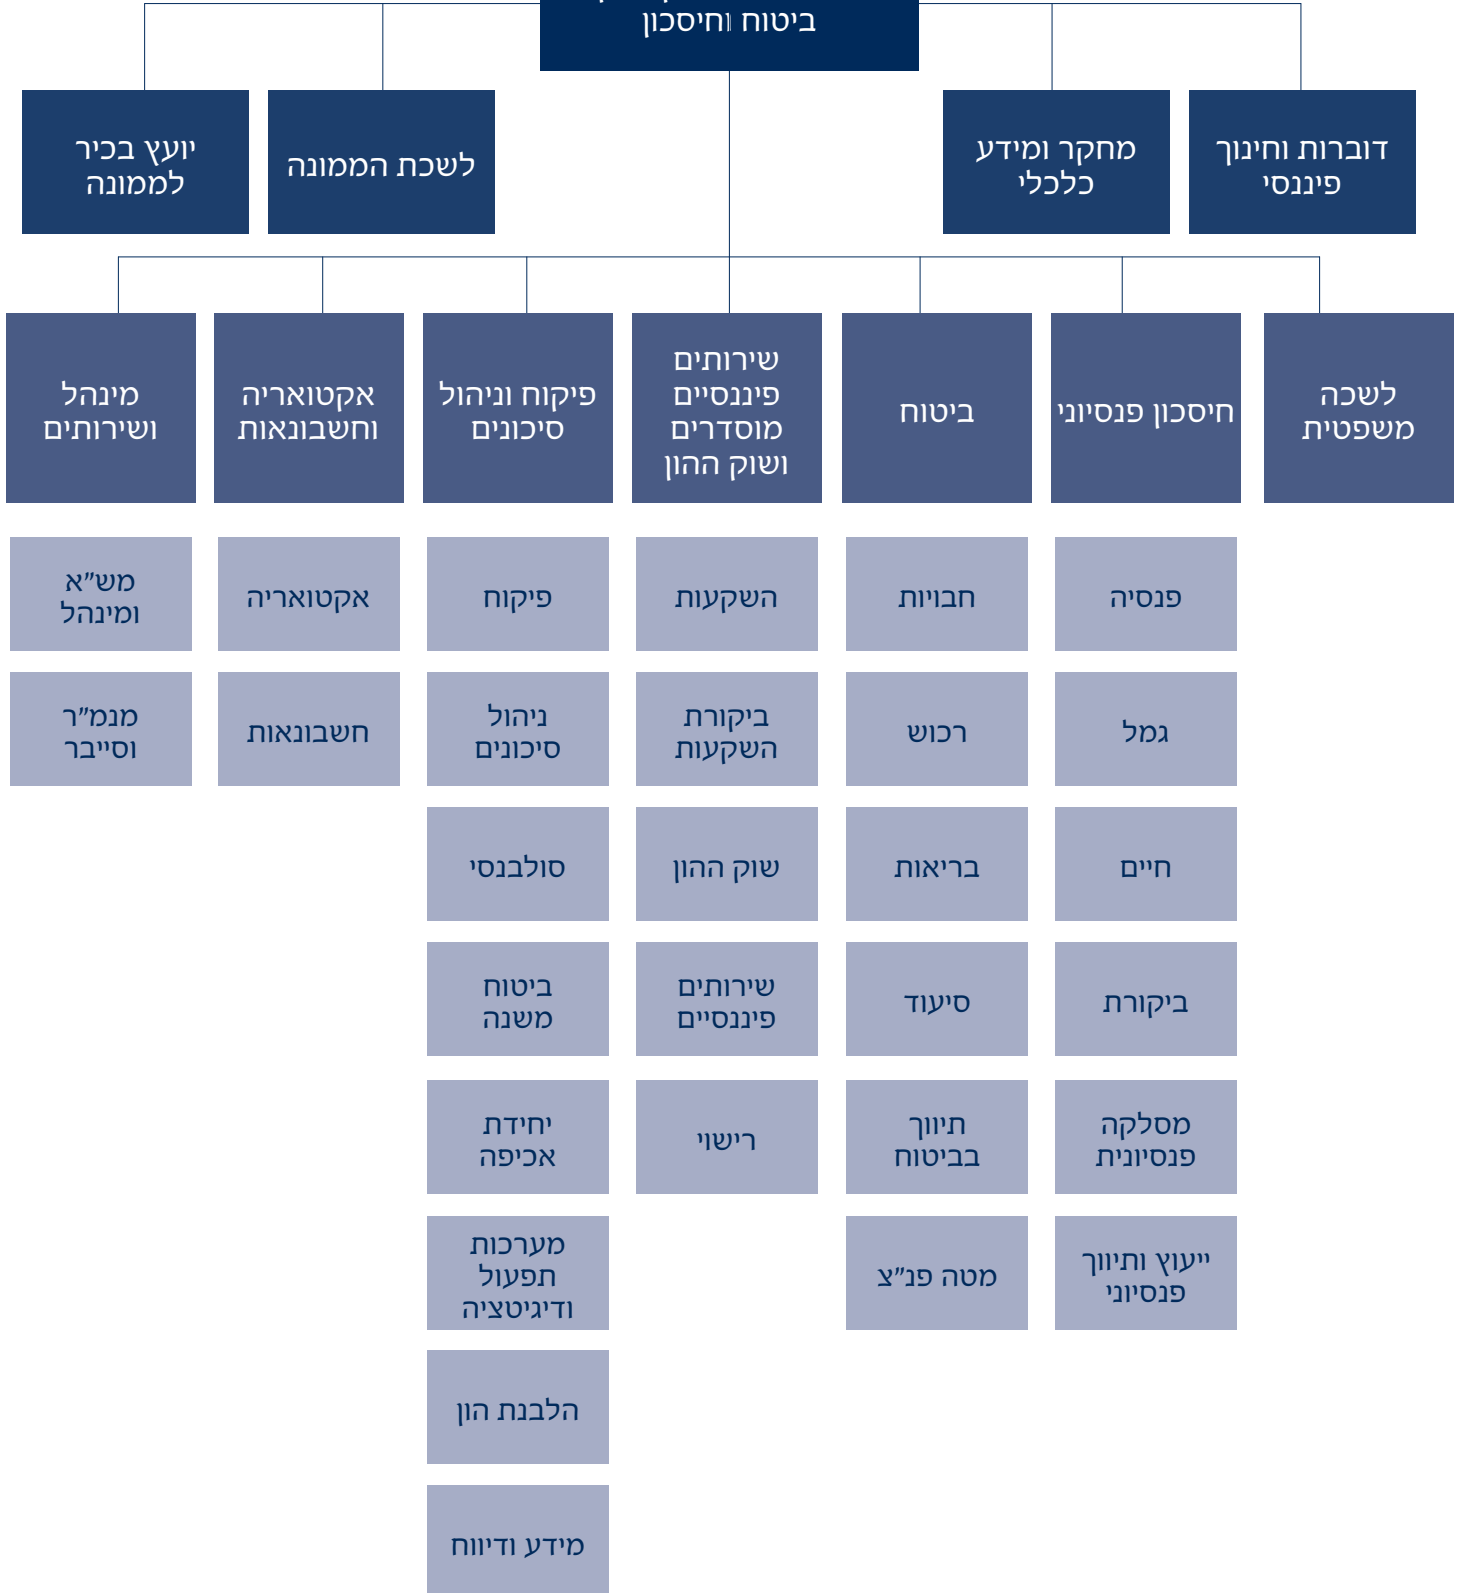 ביטוח וחיסכון
דוברות וחינוך
פיננסי
מחקר ומידע
כלכלי
לשכת הממונה
יועץ בכיר
לממונה
לשכה
משפטית
חיסכון פנסיוני
ביטוח
שירותים
פיננסיים
מוסדרים
ושוק ההון
פיקוח וניהול
סיכונים
אקטואריה
וחשבונאות
מינהל
ושירותים
פנסיה
גמל
חיים
ביקורת
מסלקה
פנסיונית
ייעוץ ותיווך
פנסיוני
חבויות
רכוש
בריאות
סיעוד
תיווך
בביטוח
מטה פנ"צ
השקעות
ביקורת
השקעות
שוק ההון
שירותים
פיננסיים
רישוי
פיקוח
ניהול
סיכונים
סולבנסי
ביטוח
משנה
יחידת
אכיפה
מערכות
תפעול
ודיגיטציה
הלבנת הון
מידע ודיווח
אקטואריה
חשבונאות
מש"א
ומינהל
מנמ"ר
וסייבר